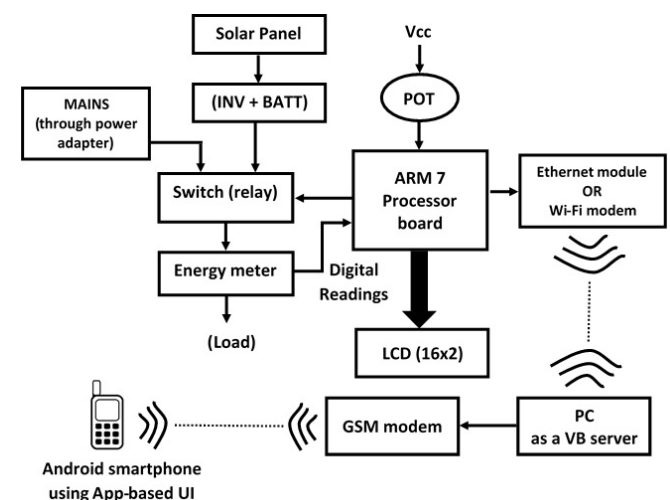 Solar Panel
Vcc
MAINS
(through power
adapter)
(INV + BATT)
POT
Switch (relay)
ARM 7
Processor
board
Ethernet module
OR
Wi-Fi modem
Energy meter
Digital
Readings
(Load)
LCD (16x2)
GSM modem
PC
as a VB server
Android smartphone
using App-based UI